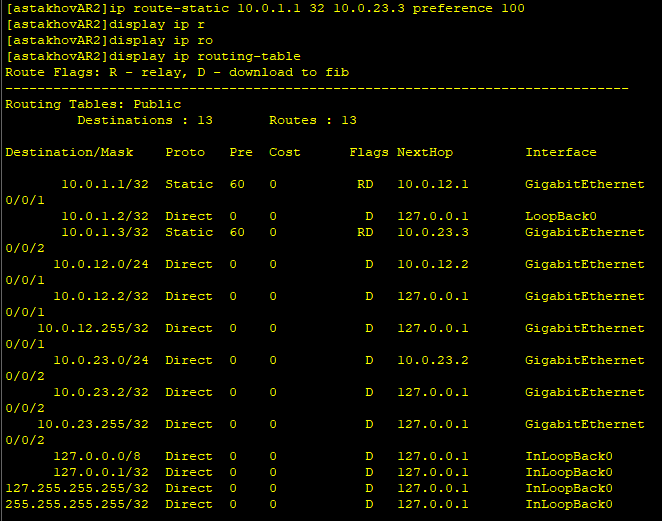 [astakhovAR2]ip route-static 10.0.1.1 32 10.0.23.3 preference 100
[astakhovAR2]display ip r
[astakhovAR2]display ip ro
[astakhovAR2]display ip routing-table
Route Flags: R - relay, D - download to fib
------------------------------------------------------------------------------
Routing Tables: Public
         Destinations : 13       Routes : 13

Destination/Mask    Proto   Pre  Cost      Flags NextHop         Interface

       10.0.1.1/32  Static  60   0          RD   10.0.12.1       GigabitEthernet
0/0/1
       10.0.1.2/32  Direct  0    0           D   127.0.0.1       LoopBack0
       10.0.1.3/32  Static  60   0          RD   10.0.23.3       GigabitEthernet
0/0/2
      10.0.12.0/24  Direct  0    0           D   10.0.12.2       GigabitEthernet
0/0/1
      10.0.12.2/32  Direct  0    0           D   127.0.0.1       GigabitEthernet
0/0/1
    10.0.12.255/32  Direct  0    0           D   127.0.0.1       GigabitEthernet
0/0/1
      10.0.23.0/24  Direct  0    0           D   10.0.23.2       GigabitEthernet
0/0/2
      10.0.23.2/32  Direct  0    0           D   127.0.0.1       GigabitEthernet
0/0/2
    10.0.23.255/32  Direct  0    0           D   127.0.0.1       GigabitEthernet
0/0/2
      127.0.0.0/8   Direct  0    0           D   127.0.0.1       InLoopBack0
      127.0.0.1/32  Direct  0    0           D   127.0.0.1       InLoopBack0
127.255.255.255/32  Direct  0    0           D   127.0.0.1       InLoopBack0
255.255.255.255/32  Direct  0    0           D   127.0.0.1       InLoopBack0